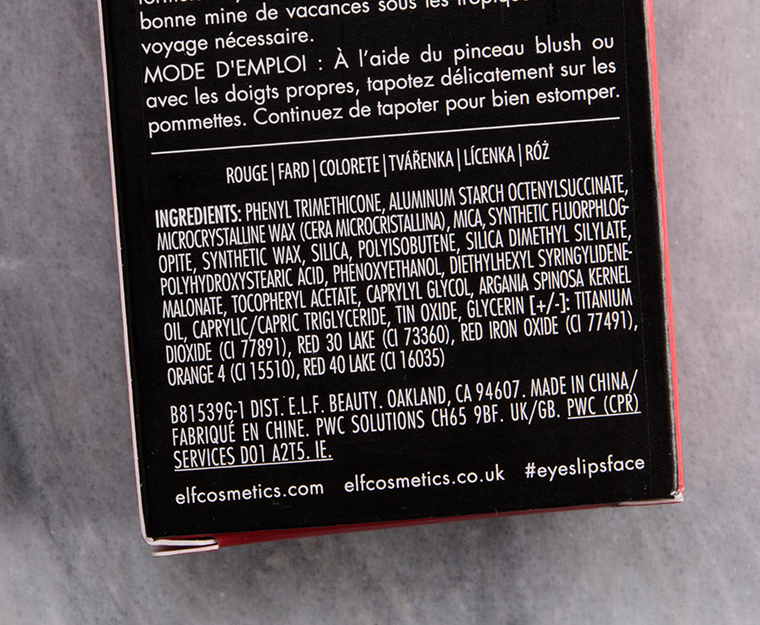 bonne mine de vacances sous les
voyage nécessaire.
MODE D'EMPLOI : À l'aide du pinceau blush ou
avec les doigts propres, tapotez délicatement sur les
pommettes. Continuez de tapoter pour bien estomper.
ROUGE | FARD | COLORETE | TVÁŘENKA | LÍCENKA | RÓŻ
INGREDIENTS: PHENYL TRIMETHICONE, ALUMINUM STARCH OCTENYLSUCCINATE,
MICROCRYSTALLINE WAX (CERA MICROCRISTALLINA), MICA, SYNTHETIC FLUORPHLOG-
OPITE, SYNTHETIC WAX, SILICA, POLYISOBUTENE, SILICA DIMETHYL SILYLATE,
POLYHYDROXYSTEARIC ACID, PHENOXYETHANOL, DIETHYLHEXYL SYRINGYLIDENE-
MALONATE, TOCOPHERYL ACETATE, CAPRYLYL GLYCOL, ARGANIA SPINOSA KERNEL
OIL, CAPRYLIC/CAPRIC TRIGLYCERIDE, TIN OXIDE, GLYCERIN [+/-]: TITANIUM
DIOXIDE (CI 77891), RED 30 LAKE (CI 73360), RED IRON OXIDE (CI 77491),
ORANGE 4 (CI 15510), RED 40 LAKE (CI 16035)
B81539G-1 DIST. E.L.F. BEAUTY. OAKLAND, CA 94607. MADE IN CHINA/
FABRIQUÉ EN CHINE. PWC SOLUTIONS CH65 9BF. UK/GB. PWC (CPR)
SERVICES D01 A2T5. IE.
elfcosmetics.com elfcosmetics.co.uk #eyeslipsface